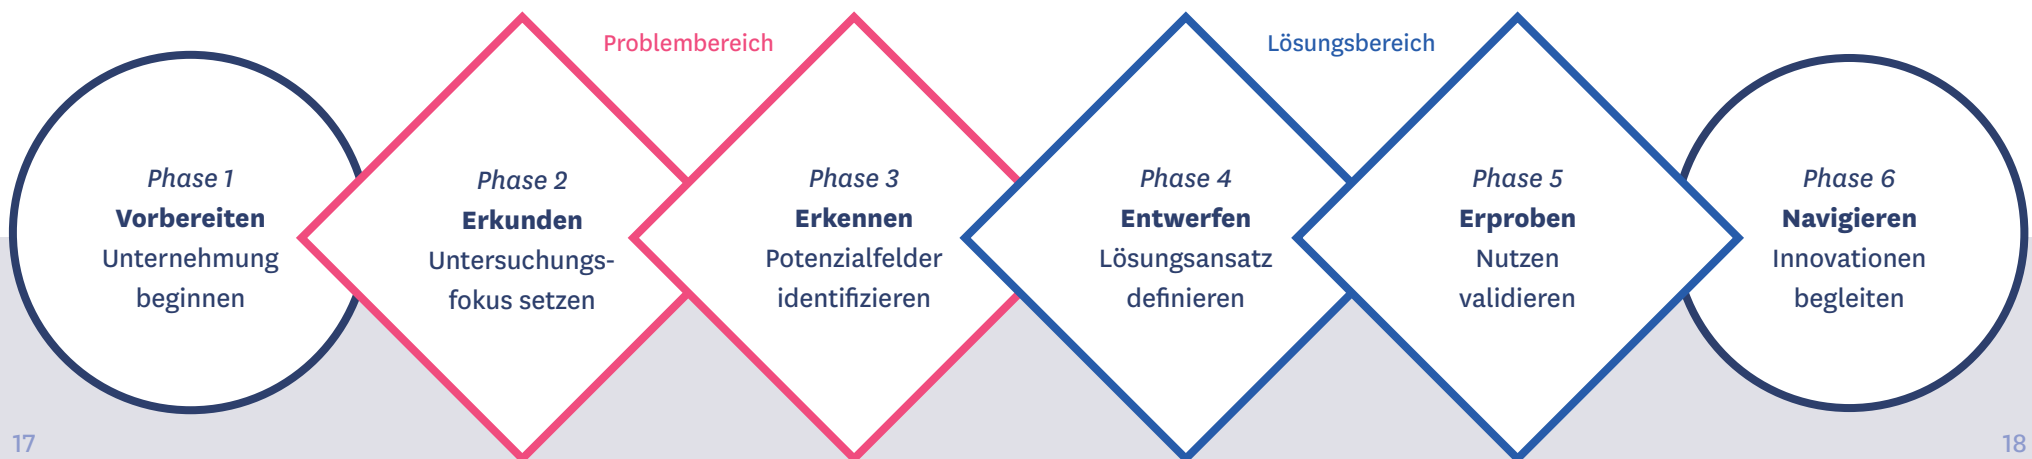 Problembereich
Lösungsbereich
Phase 1
Vorbereiten
Unternehmung
beginnen
Phase 2
Erkunden
Untersuchungs-
fokus setzen
Phase 3
Erkennen
Potenzialfelder
identifizieren
Phase 4
Entwerfen
Lösungsansatz
definieren
Phase 5
Erproben
Nutzen
validieren
Phase 6
Navigieren
Innovationen
begleiten
17
18